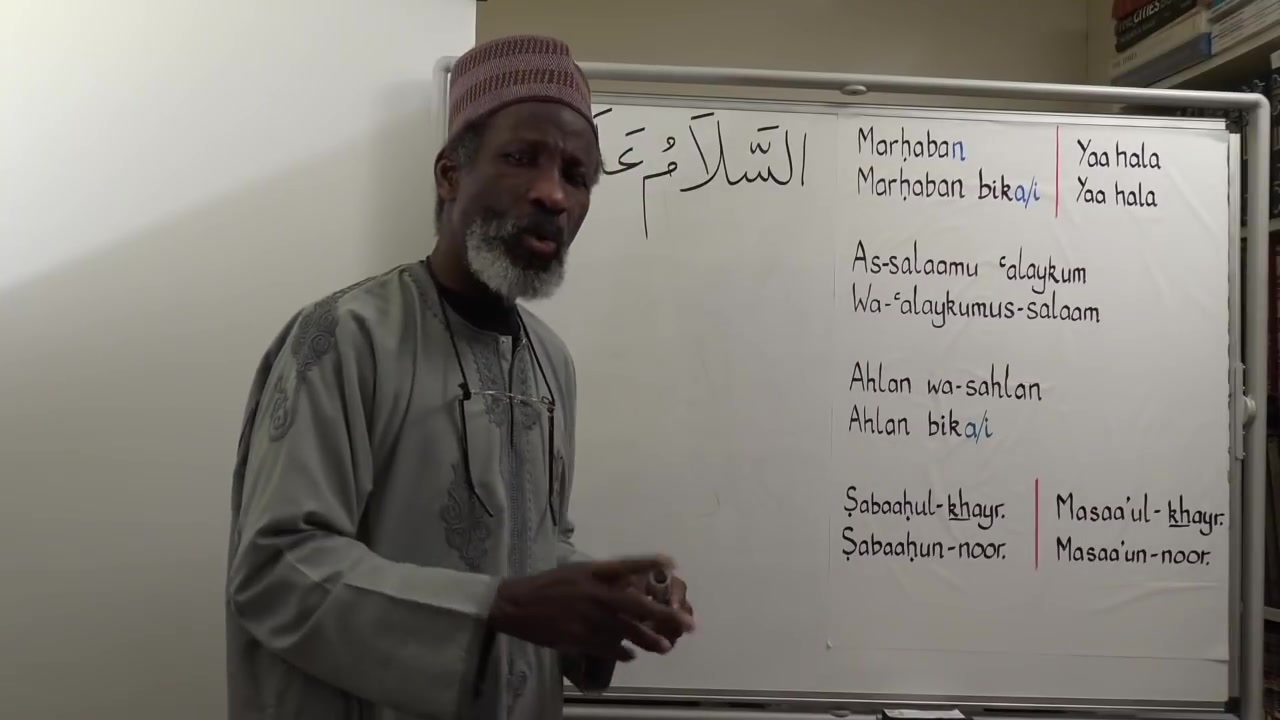 السَّلَامُ عَلَ
Marḥaban
Marḥaban bika/i
Yaa hala
Yaa hala
As-salaamu ʿalaykum
Wa-ʿalaykumus-salaam
Ahlan wa-sahlan
Ahlan bika/i
Ṣabaaḥul-khayr.
Ṣabaaḥun-noor.
Masaa'ul-khayr.
Masaa'un-noor.